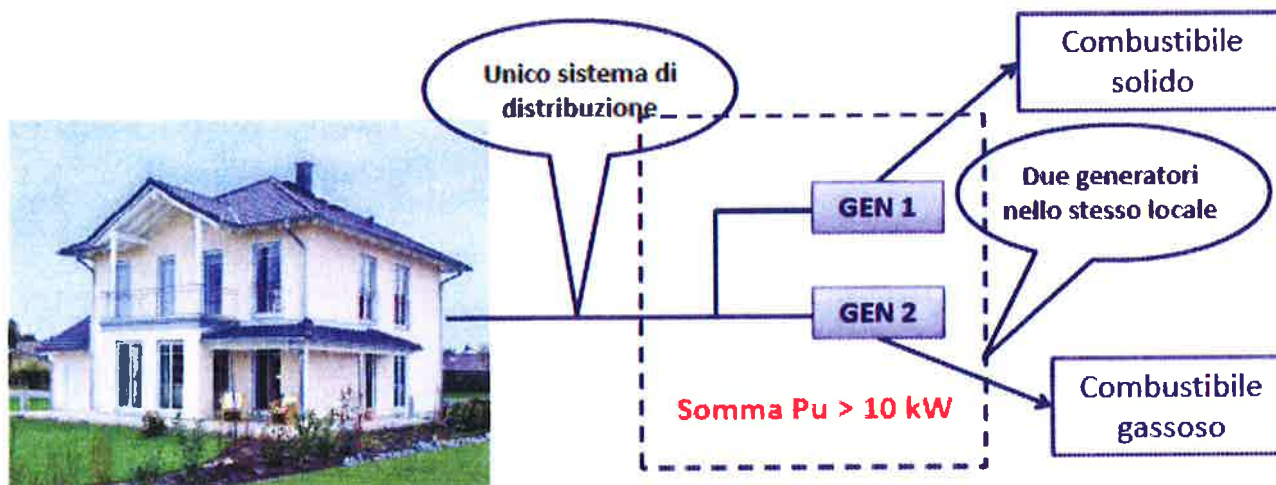 Unico sistema di
distribuzione
Combustibile
solido
GEN 1
Due generatori
nello stesso locale
GEN 2
Somma Pu > 10 kW
Combustibile
gassoso